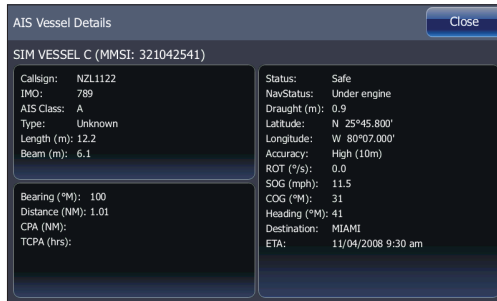 AIS Vessel Details
Close
SIM VESSEL C (MMSI: 321042541)
Callsign: NZL1122
IMO: 789
AIS Class: A
Type: Unknown
Length (m): 12.2
Beam (m): 6.1
Bearing (°M): 100
Distance (NM): 1.01
CPA (NM):
TCPA (hrs):
Status: Safe
NavStatus: Under engine
Draught (m): 0.9
Latitude: N 25°45.800'
Longitude: W 80°07.000'
Accuracy: High (10m)
ROT (°/s): 0.0
SOG (mph): 11.5
COG (°M): 31
Heading (°M): 41
Destination: MIAMI
ETA: 11/04/2008 9:30 am